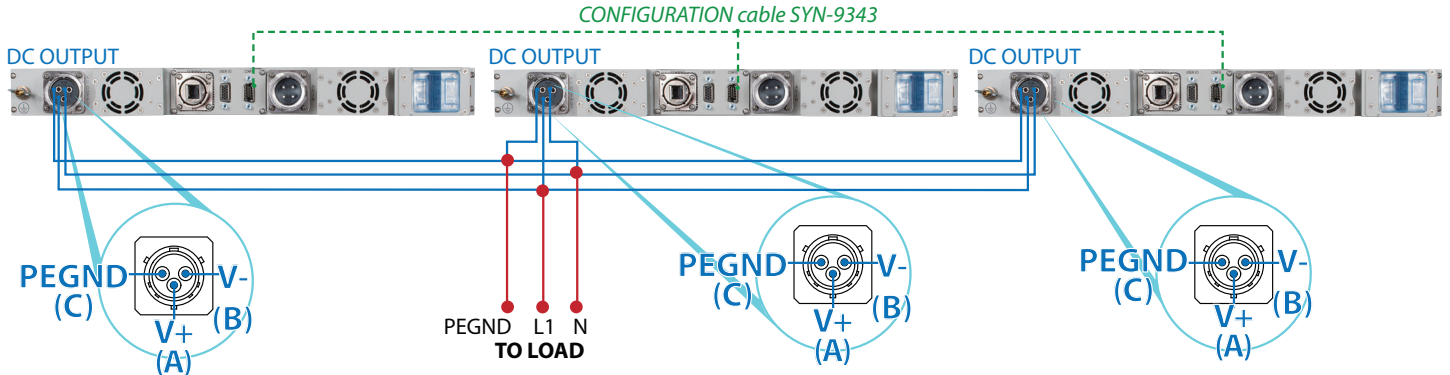 CONFIGURATION cable SYN-9343
DC OUTPUT
DC OUTPUT
DC OUTPUT
PEGND
(C)
V-
(B)
V+
(A)
PEGND
(C)
V-
(B)
V+
(A)
PEGND
(C)
V-
(B)
V+
(A)
PEGND L1 N
TO LOAD